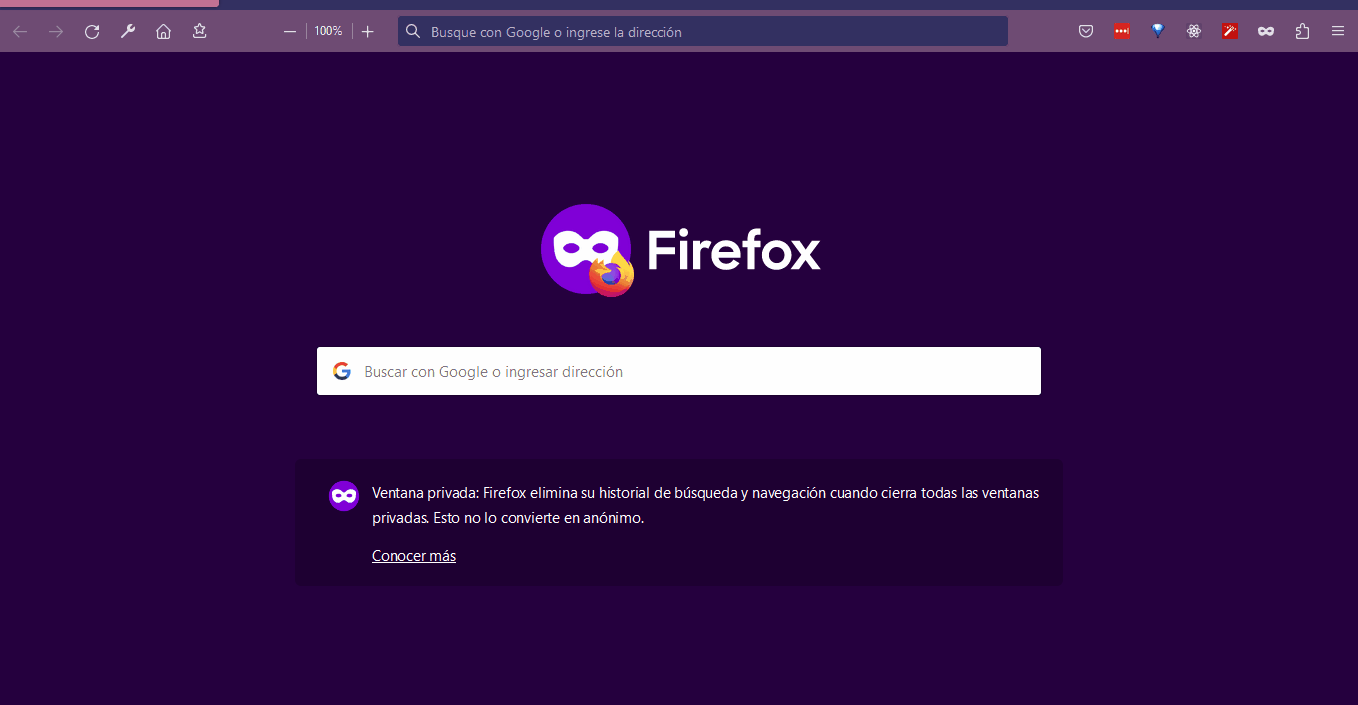 100%
Busque con Google o ingrese la dirección
Firefox
Buscar con Google o ingresar dirección
Ventana privada: Firefox elimina su historial de búsqueda y navegación cuando cierra todas las ventanas
privadas. Esto no lo convierte en anónimo.
Conocer más